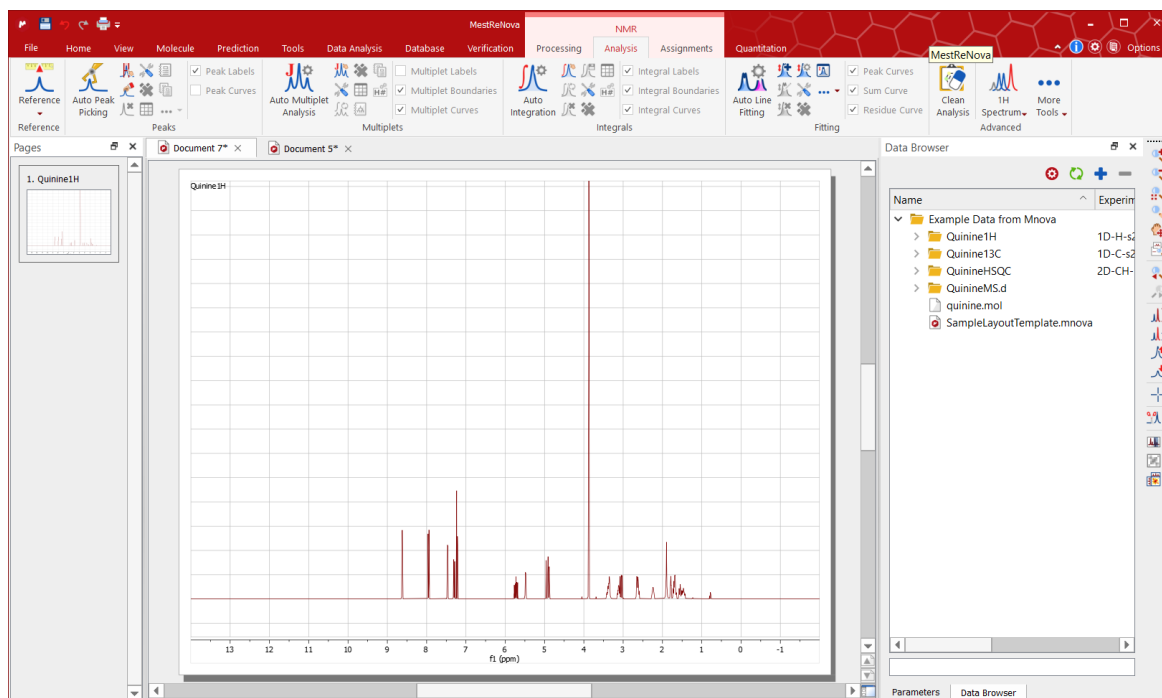 MestReNova
NMR
File Home View Molecule Prediction Tools Data Analysis Database Verification Processing Analysis Assignments Quantitation Options
MestReNova
Reference
Auto Peak Picking
Peak Labels
Peak Curves
Auto Multiplet Analysis
H#
Multiplet Labels
Multiplet Boundaries
Multiplet Curves
Auto Integration
H#
Integral Labels
Integral Boundaries
Integral Curves
Auto Line Fitting
Peak Curves
Sum Curve
Residue Curve
Clean Analysis
1H Spectrum
More Tools
Reference Peaks Multiplets Integrals Fitting Advanced
Pages
Document 7*
Document 5*
Data Browser
1. Quinine1H
Quinine 1H
Name Experim
Example Data from Mnova
Quinine1H 1D-H-s2
Quinine13C 1D-C-s2
QuinineHSQC 2D-CH-
QuinineMS.d
quinine.mol
SampleLayoutTemplate.mnova
13 12 11 10 9 8 7 6 5 4 3 2 1 0 -1
f1 (ppm)
Parameters Data Browser